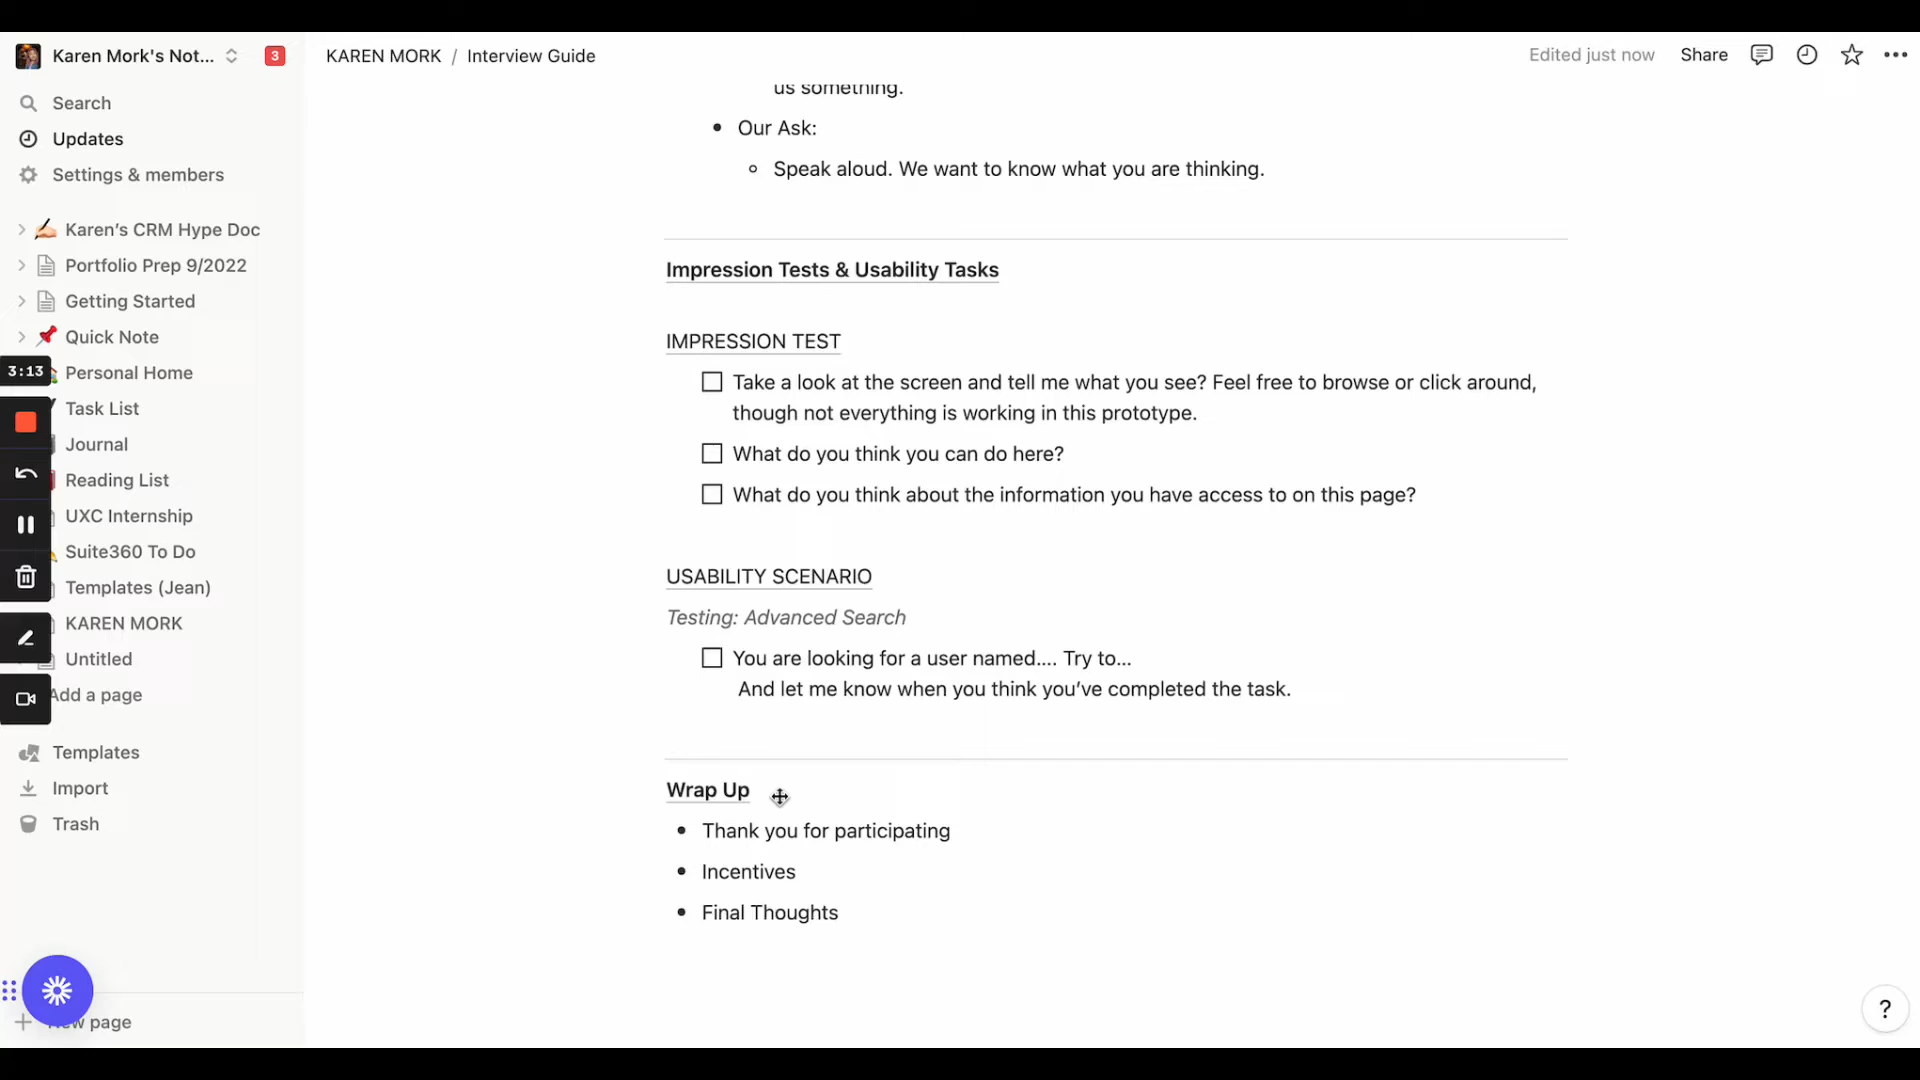 Karen Mork's Not...
3
KAREN MORK / Interview Guide
Edited just now
Share
Search
Updates
Settings & members
Karen's CRM Hype Doc
Portfolio Prep 9/2022
Getting Started
Quick Note
3:13
Personal Home
Task List
Journal
Reading List
UXC Internship
Suite360 To Do
Templates (Jean)
KAREN MORK
Untitled
Add a page
Templates
Import
Trash
New page
us something.
Our Ask:
Speak aloud. We want to know what you are thinking.
Impression Tests & Usability Tasks
IMPRESSION TEST
Take a look at the screen and tell me what you see? Feel free to browse or click around,
though not everything is working in this prototype.
What do you think you can do here?
What do you think about the information you have access to on this page?
USABILITY SCENARIO
Testing: Advanced Search
You are looking for a user named.... Try to...
And let me know when you think you've completed the task.
Wrap Up
Thank you for participating
Incentives
Final Thoughts
?